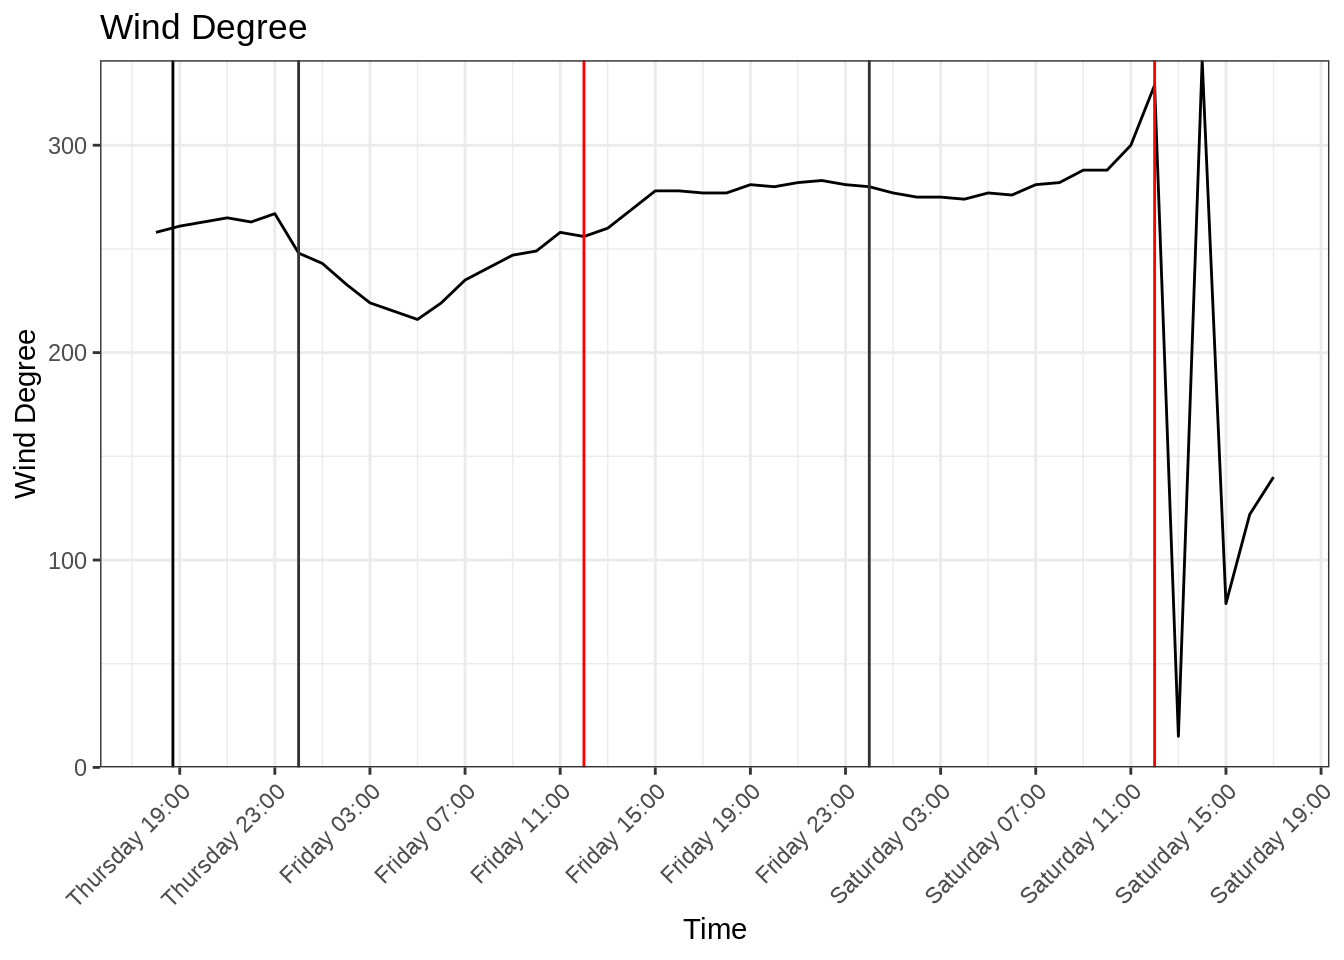 Wind Degree
Wind Degree
300
200
100
0
Thursday 19:00
Thursday 23:00
Friday 03:00
Friday 07:00
Friday 11:00
Friday 15:00
Friday 19:00
Friday 23:00
Saturday 03:00
Saturday 07:00
Saturday 11:00
Saturday 15:00
Saturday 19:00
Time